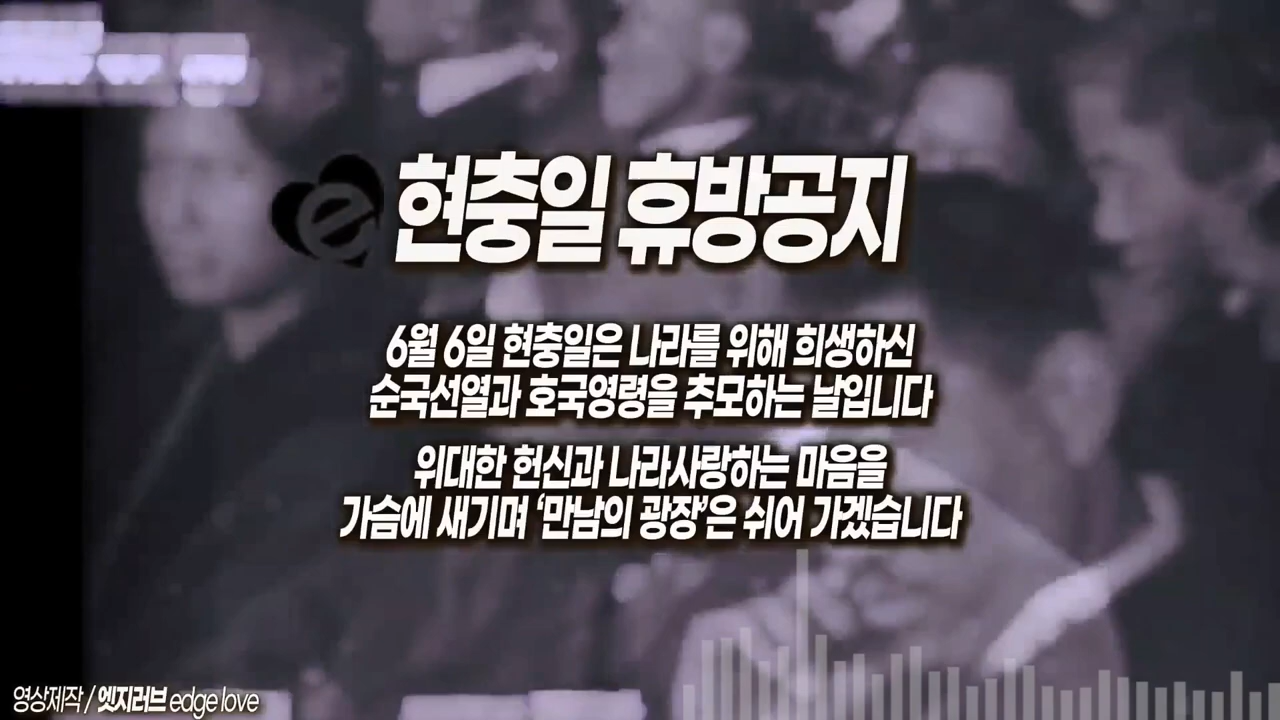 e
현충일 휴방공지
6월 6일 현충일은 나라를 위해 희생하신
순국선열과 호국영령을 추모하는 날입니다
위대한 헌신과 나라사랑하는 마음을
가슴에 새기며 ‘만남의 광장’은 쉬어 가겠습니다
영상제작 / 엣지러브 edge love